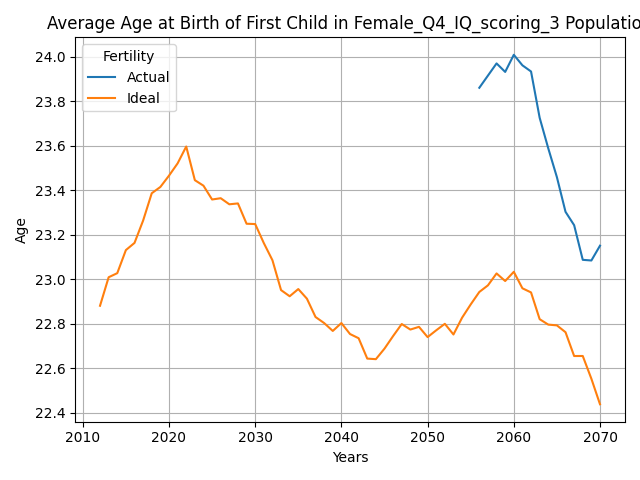 Average Age at Birth of First Child in Female_Q4_IQ_scoring_3 Populatio
Fertility
Actual
Ideal
24.0
23.8
23.6
23.4
23.2
23.0
22.8
22.6
22.4
Age
2010 2020 2030 2040 2050 2060 2070
Years